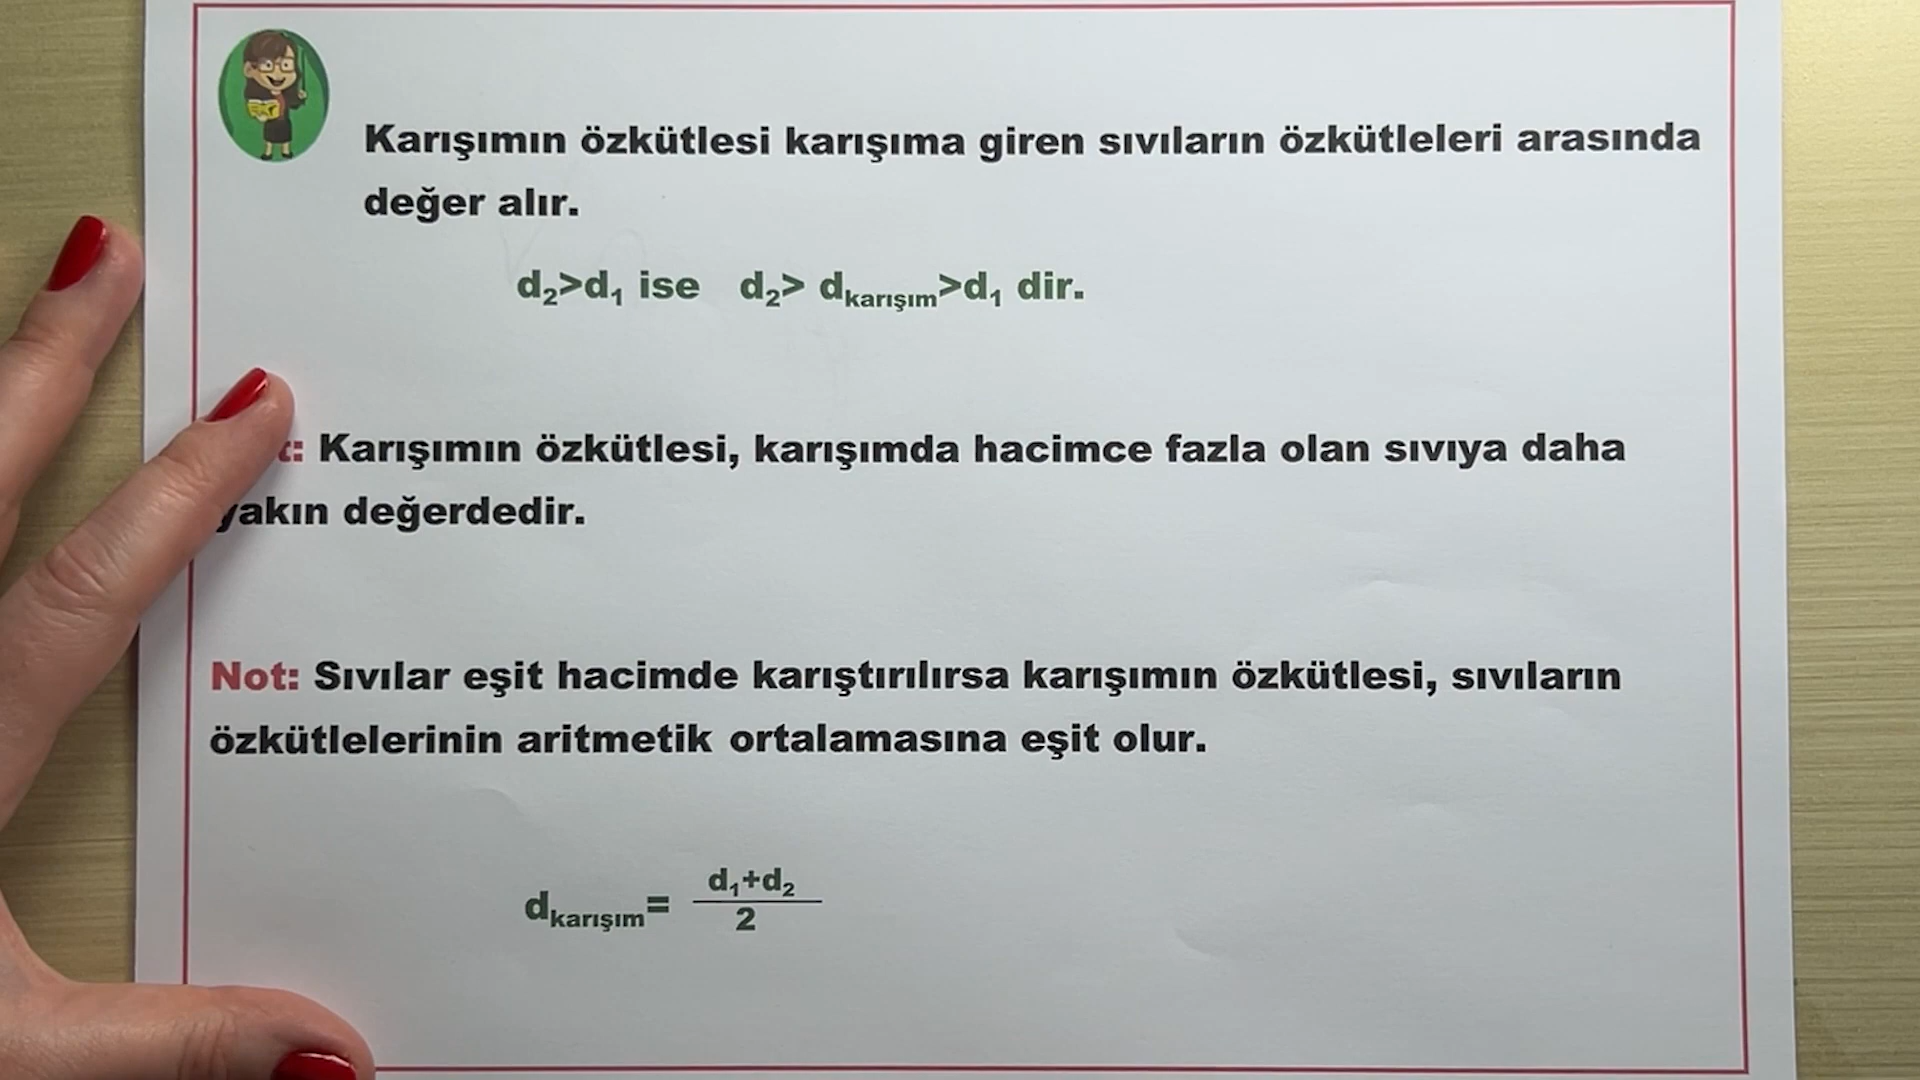 Karışımın özkütlesi karışıma giren sıvıların özkütleleri arasında
değer alır.
d₂>d₁ ise d₂> dkarışım>d₁ dir.
Karışımın özkütlesi, karışımda hacimce fazla olan sıvıya daha
yakın değerdedir.
Not: Sıvılar eşit hacimde karıştırılırsa karışımın özkütlesi, sıvıların
özkütlelerinin aritmetik ortalamasına eşit olur.
dkarışım= d₁+d₂
2